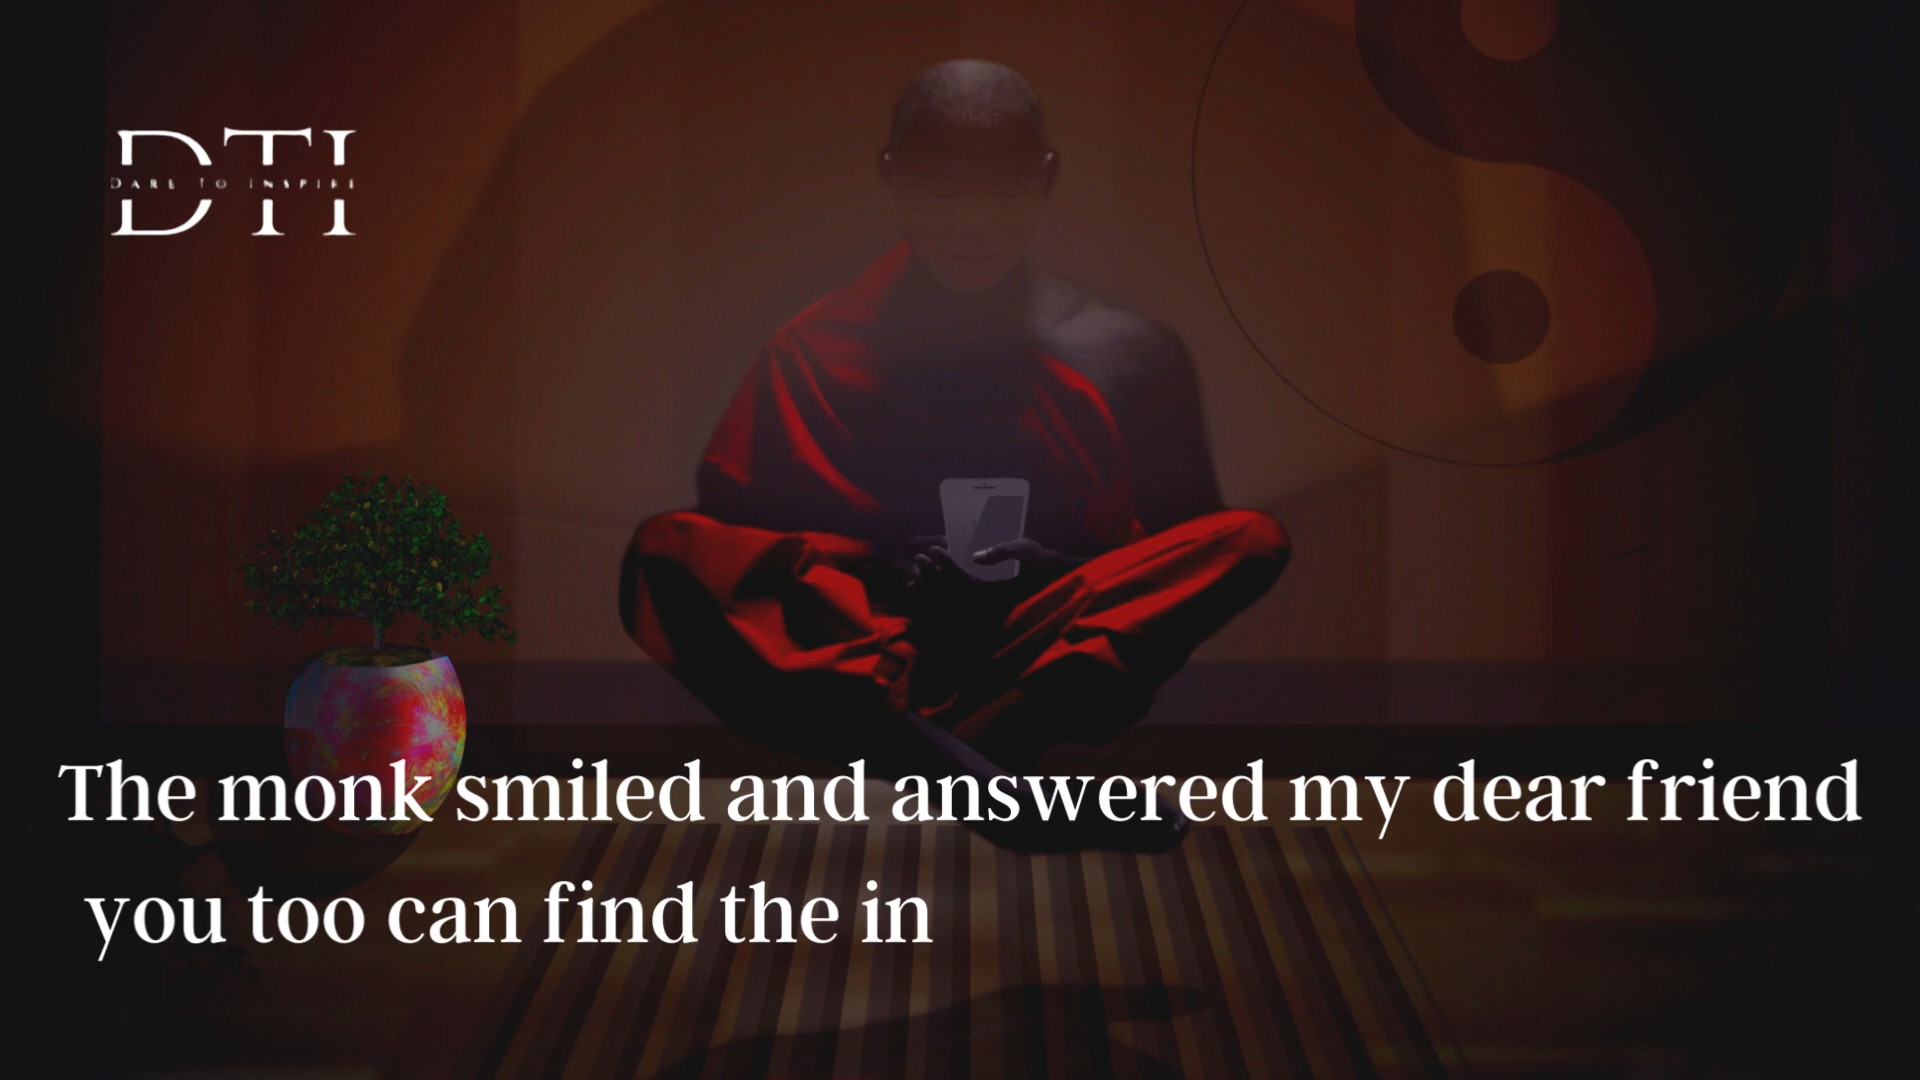 DTI
DARE TO INSPIRE
The monk smiled and answered my dear friend
you too can find the in